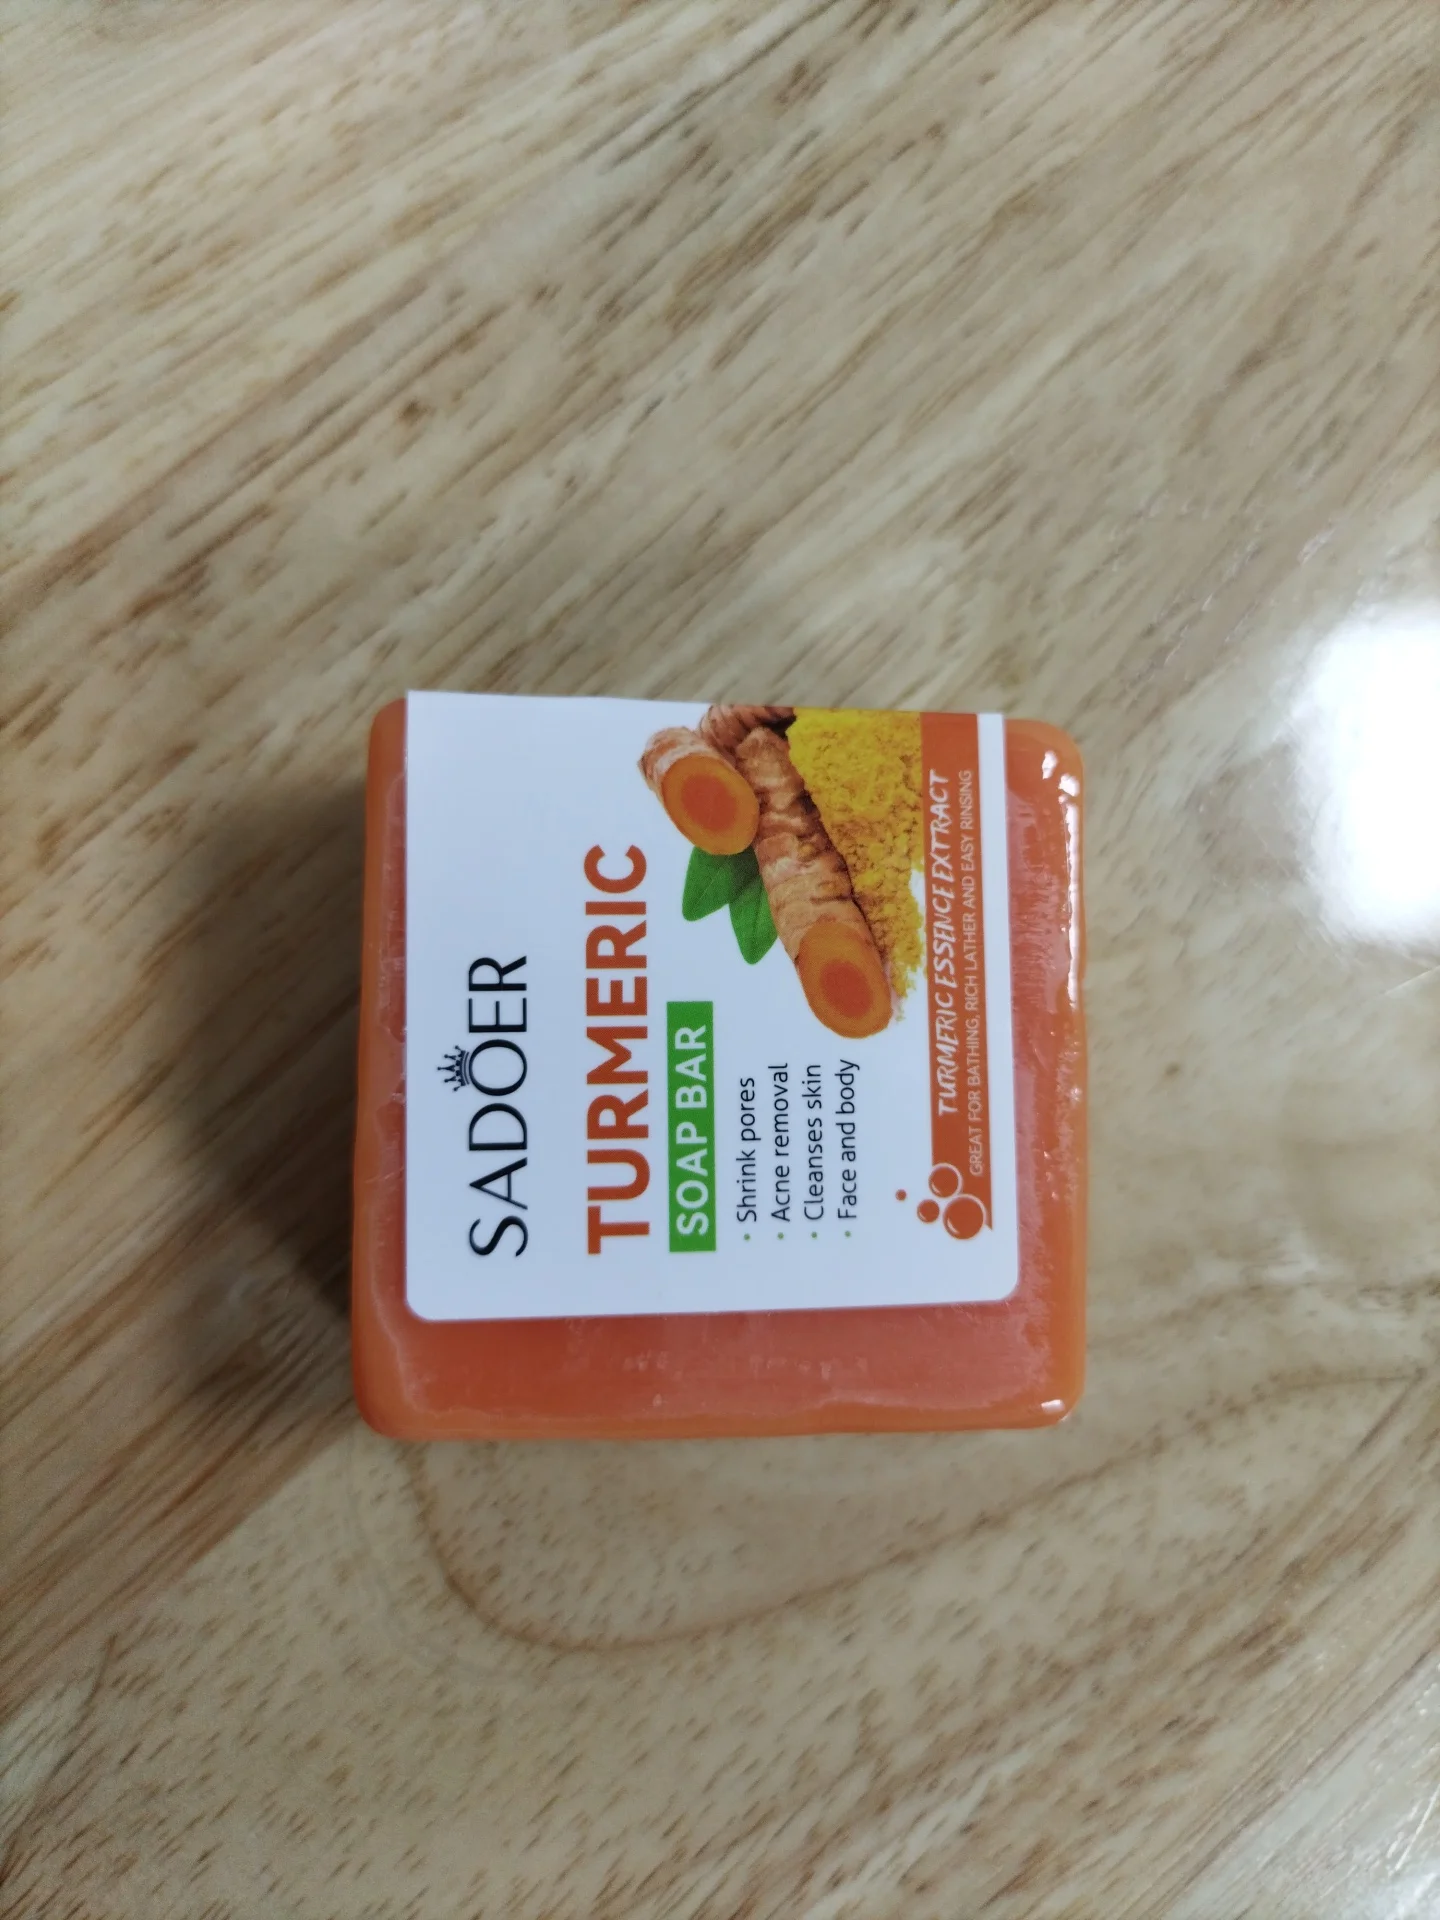 SADOER
TURMERIC
SOAP BAR
• Shrink pores
• Acne removal
• Cleanses skin
• Face and body
TURMERIC ESSENCE EXTRACT
GREAT FOR BATHING, RICH LATHER AND EASY RINSING